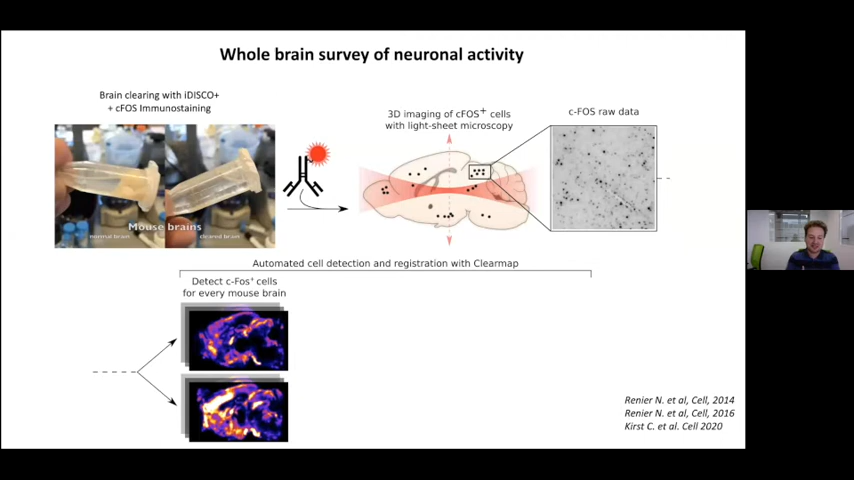 Whole brain survey of neuronal activity
Brain clearing with iDISCO+
+ cFOS Immunostaining
3D imaging of cFOS+ cells
with light-sheet microscopy
c-FOS raw data
Mouse brains
normal brain
cleared brain
Automated cell detection and registration with Clearmap
Detect c-Fos+ cells
for every mouse brain
Renier N. et al, Cell, 2014
Renier N. et al, Cell, 2016
Kirst C. et al. Cell 2020